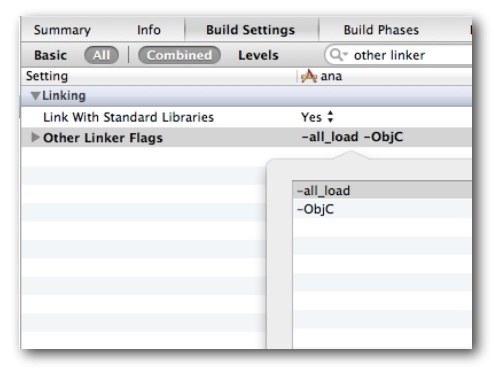 Summary Info Build Settings Build Phases
Basic All Combined Levels other linker
Setting ana
Linking
Link With Standard Libraries Yes
Other Linker Flags -all_load -ObjC
-all_load
-ObjC